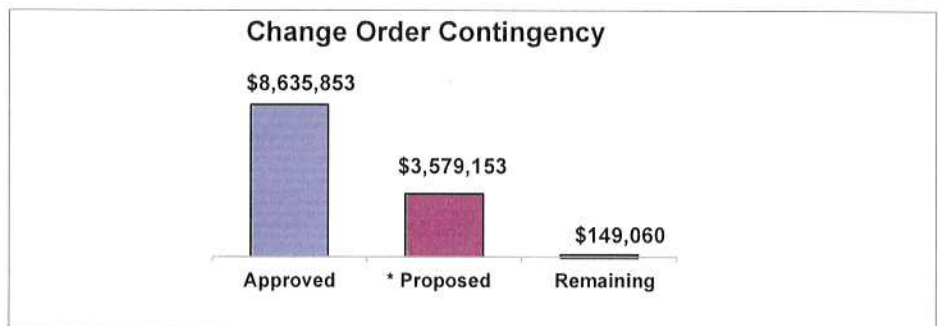 Change Order Contingency
$8,635,853
$3,579,153
$149,060
Approved
* Proposed
Remaining